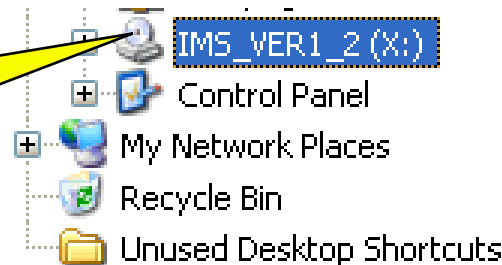 IMS_VER1_2 (X:)
Control Panel
My Network Places
Recycle Bin
Unused Desktop Shortcuts